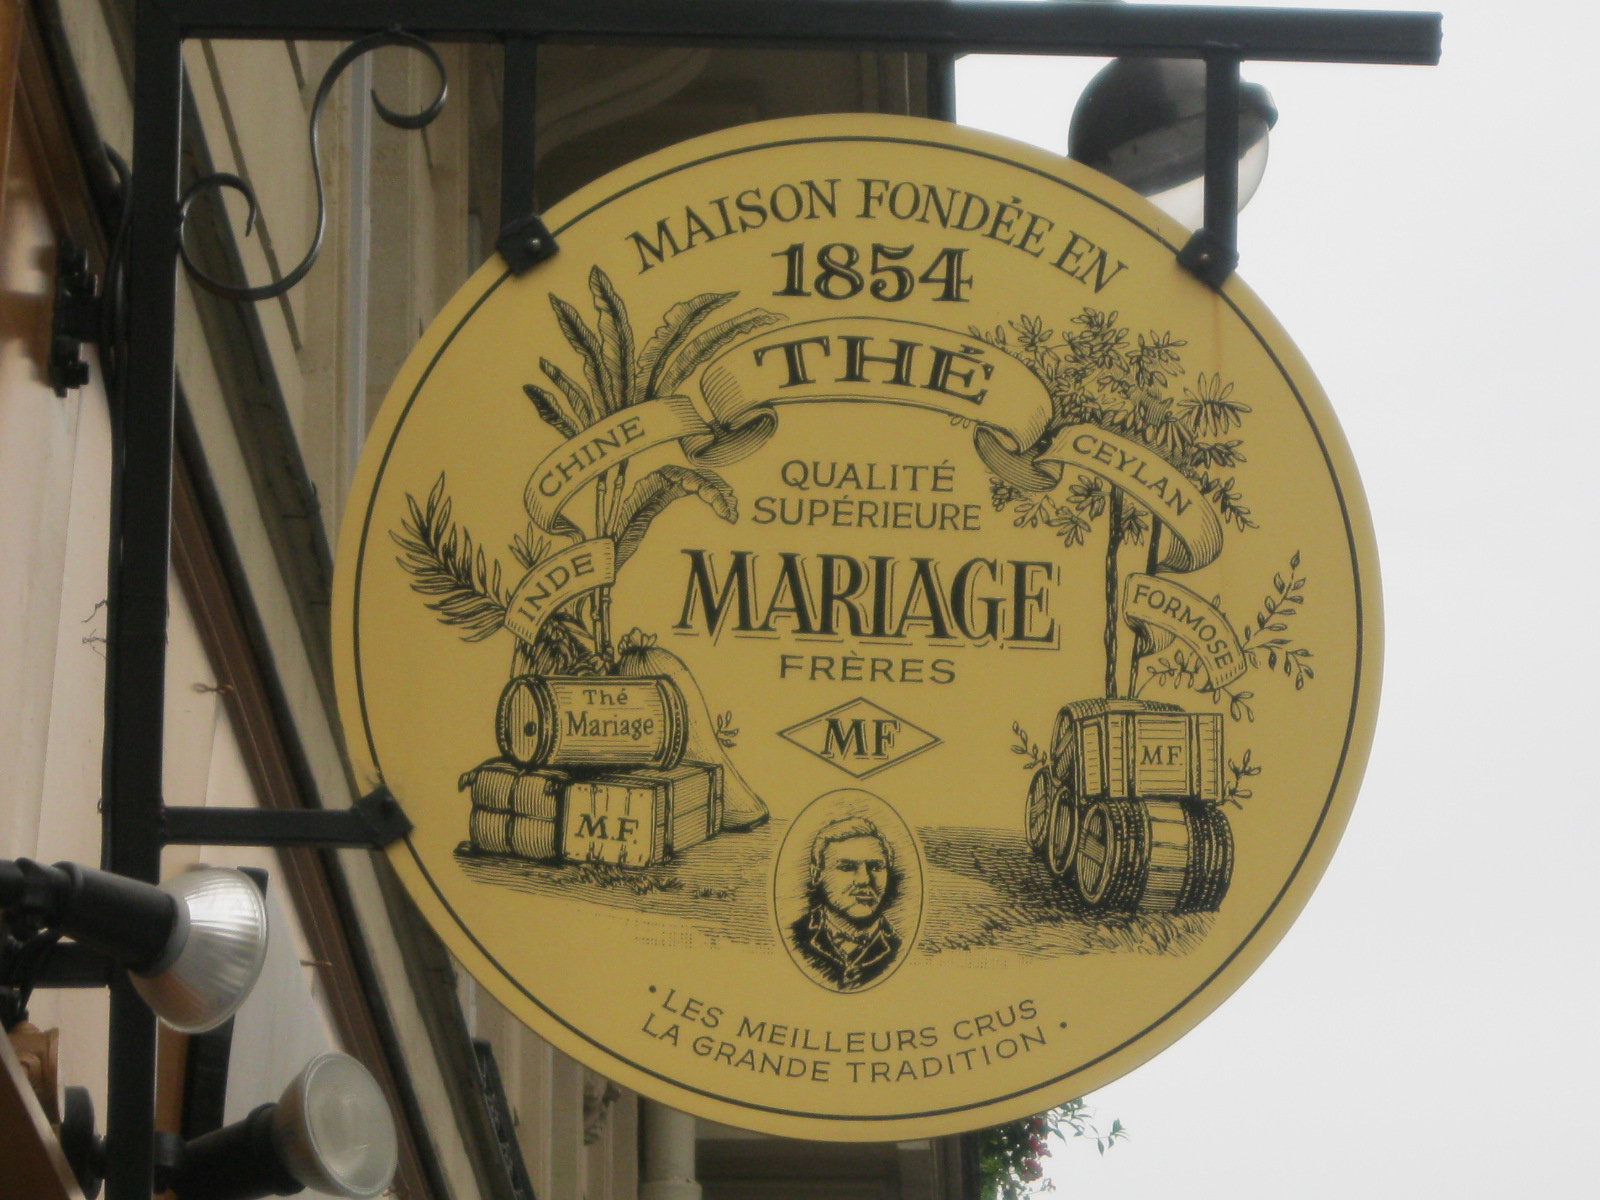 MAISON FONDÉE EN
1854
THÉ
CHINE
CEYLAN
INDE
FORMOSE
QUALITÉ
SUPÉRIEURE
MARIAGE
FRÈRES
MF
Thé
Mariage
M.F.
MF.
MF
• LES MEILLEURS CRUS
LA GRANDE TRADITION •